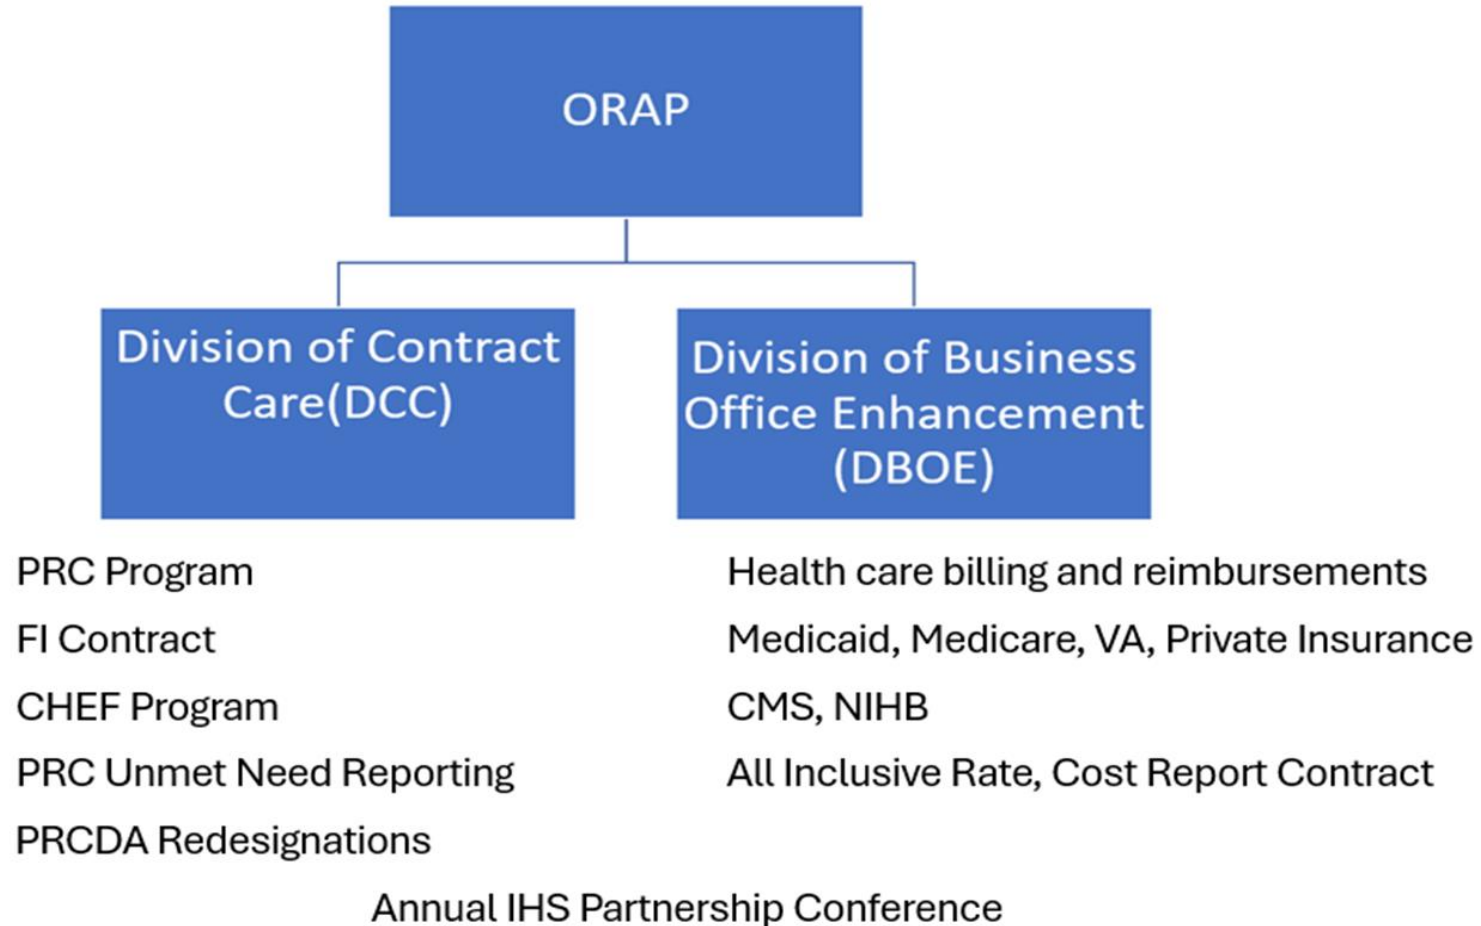 ORAP
Division of Contract
Care(DCC)
Division of Business
Office Enhancement
(DBOE)
PRC Program
FI Contract
CHEF Program
PRC Unmet Need Reporting
PRCDA Redesignations
Health care billing and reimbursements
Medicaid, Medicare, VA, Private Insurance
CMS, NIHB
All Inclusive Rate, Cost Report Contract
Annual IHS Partnership Conference